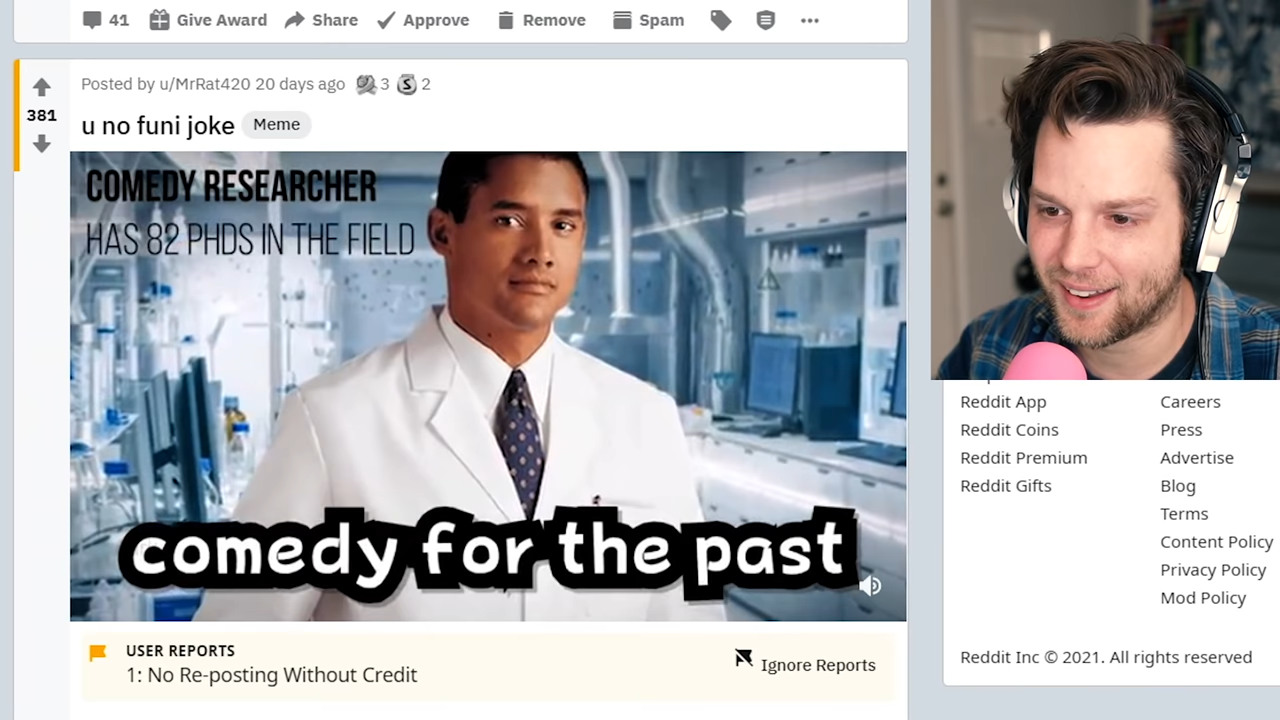 41 Give Award Share Approve Remove Spam
Posted by u/MrRat420 20 days ago 3 S 2
381
u no funi joke Meme
COMEDY RESEARCHER
HAS 82 PHDS IN THE FIELD
comedy for the past
USER REPORTS
1: No Re-posting Without Credit
Ignore Reports
Reddit App Careers
Reddit Coins Press
Reddit Premium Advertise
Reddit Gifts Blog
Terms
Content Policy
Privacy Policy
Mod Policy
Reddit Inc © 2021. All rights reserved